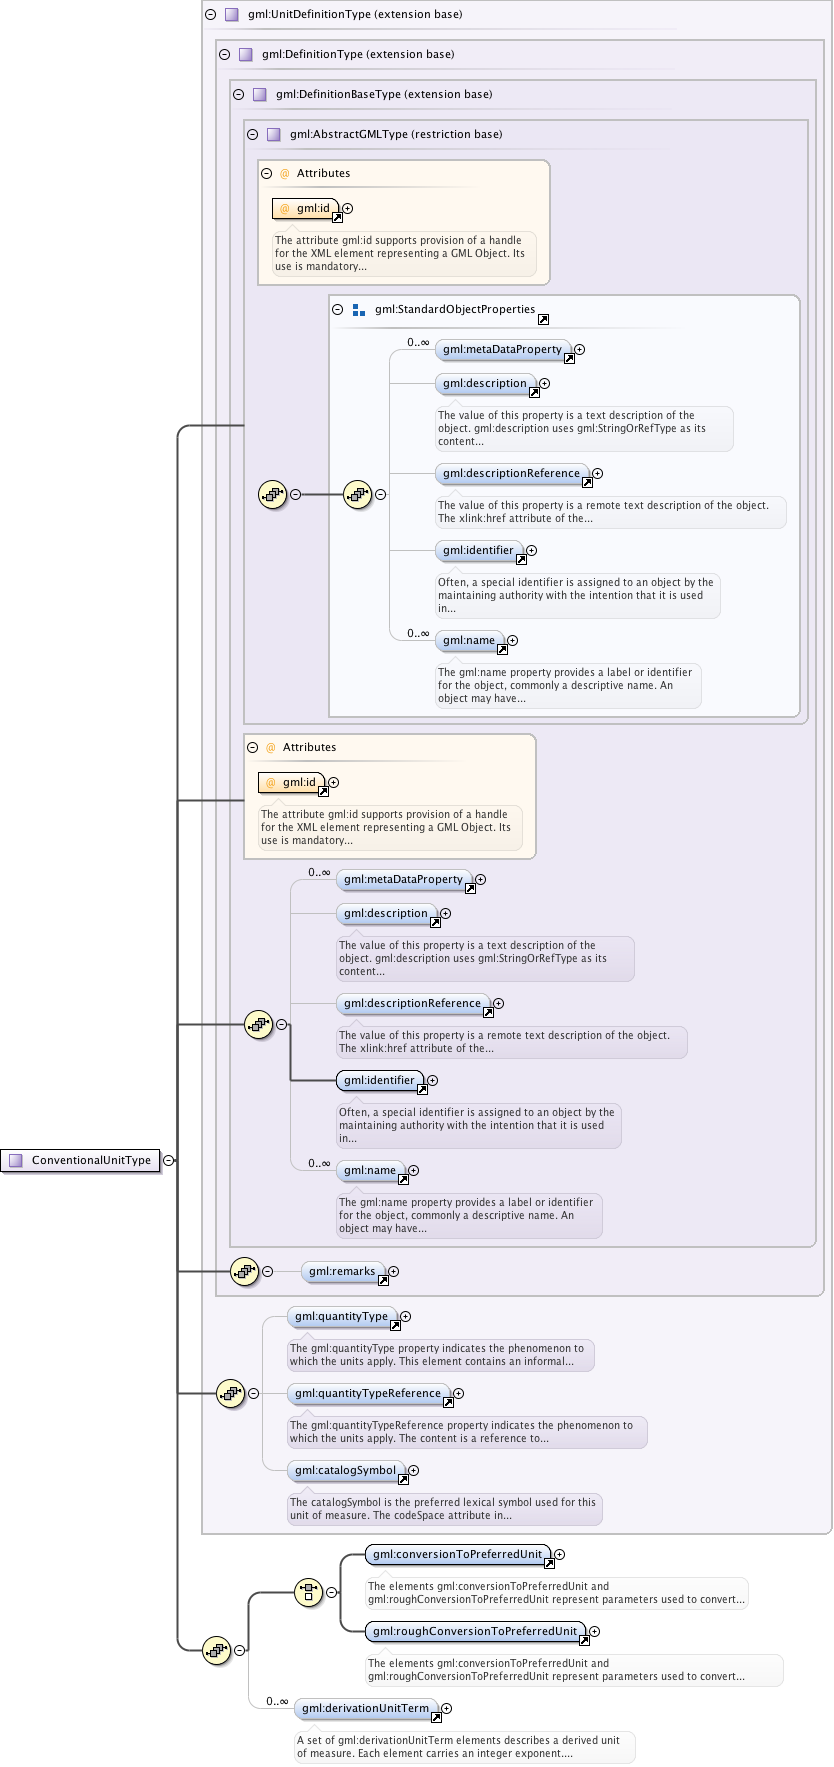 gml:UnitDefinitionType (extension base)
gml:DefinitionType (extension base)
gml:DefinitionBaseType (extension base)
gml:AbstractGMLType (restriction base)
@ Attributes
@ gml:id
The attribute gml:id supports provision of a handle
for the XML element representing a GML Object. Its
use is mandatory...
gml:StandardObjectProperties
0..∞
gml:metaDataProperty
gml:description
The value of this property is a text description of the
object. gml:description uses gml:StringOrRefType as its
content...
gml:descriptionReference
The value of this property is a remote text description of the object.
The xlink:href attribute of the...
gml:identifier
Often, a special identifier is assigned to an object by the
maintaining authority with the intention that it is used
in...
0..∞
gml:name
The gml:name property provides a label or identifier
for the object, commonly a descriptive name. An
object may have...
@ Attributes
@ gml:id
The attribute gml:id supports provision of a handle
for the XML element representing a GML Object. Its
use is mandatory...
0..∞
gml:metaDataProperty
gml:description
The value of this property is a text description of the
object. gml:description uses gml:StringOrRefType as its
content...
gml:descriptionReference
The value of this property is a remote text description of the object.
The xlink:href attribute of the...
gml:identifier
Often, a special identifier is assigned to an object by the
maintaining authority with the intention that it is used
in...
ConventionalUnitType
0..∞
gml:name
The gml:name property provides a label or identifier
for the object, commonly a descriptive name. An
object may have...
gml:remarks
gml:quantityType
The gml:quantityType property indicates the phenomenon to
which the units apply. This element contains an informal...
gml:quantityTypeReference
The gml:quantityTypeReference property indicates the phenomenon to
which the units apply. The content is a reference to...
gml:catalogSymbol
The catalogSymbol is the preferred lexical symbol used for this
unit of measure. The codeSpace attribute in...
gml:conversionToPreferredUnit
The elements gml:conversionToPreferredUnit and
gml:roughConversionToPreferredUnit represent parameters used to convert...
gml:roughConversionToPreferredUnit
The elements gml:conversionToPreferredUnit and
gml:roughConversionToPreferredUnit represent parameters used to convert...
0..∞
gml:derivationUnitTerm
A set of gml:derivationUnitTerm elements describes a derived unit
of measure. Each element carries an integer exponent....